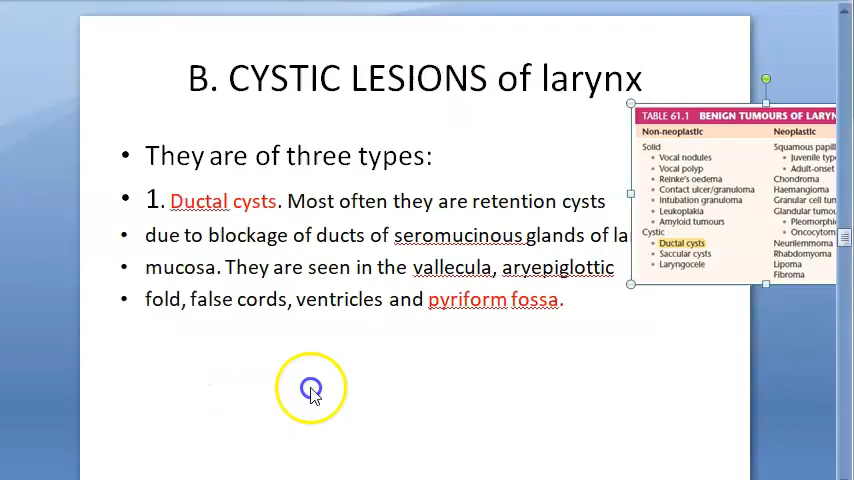 B. CYSTIC LESIONS of larynx
• They are of three types:
• 1. Ductal cysts. Most often they are retention cysts
• due to blockage of ducts of seromucinous glands of
• mucosa. They are seen in the vallecula, aryepiglottic
• fold, false cords, ventricles and pyriform fossa.
TABLE 61.1 BENIGN TUMOURS OF LARYN
Non-neoplastic Neoplastic
Solid Squamous papil
• Vocal nodules • Juvenile typ
• Vocal polyp • Adult-onset
• Reinke's oedema Chondroma
• Contact ulcer/granuloma Haemangioma
• Intubation granuloma Granular cell tun
• Leukoplakia Glandular tumou
• Amyloid tumours • Pleomorphi
Cystic • Oncocytom
• Ductal cysts Neurilemmoma
• Saccular cysts Rhabdomyoma
• Laryngocele Lipoma
Fibroma